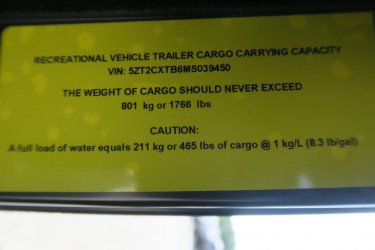 RECREATIONAL VEHICLE TRAILER CARGO CARRYING CAPACITY
VIN: 5ZT2CXTB6MS039450
THE WEIGHT OF CARGO SHOULD NEVER EXCEED
801 kg or 1766 lbs
CAUTION:
A full load of water equals 211 kg or 465 lbs of cargo @ 1 kg/L (8.3 lb/gal)